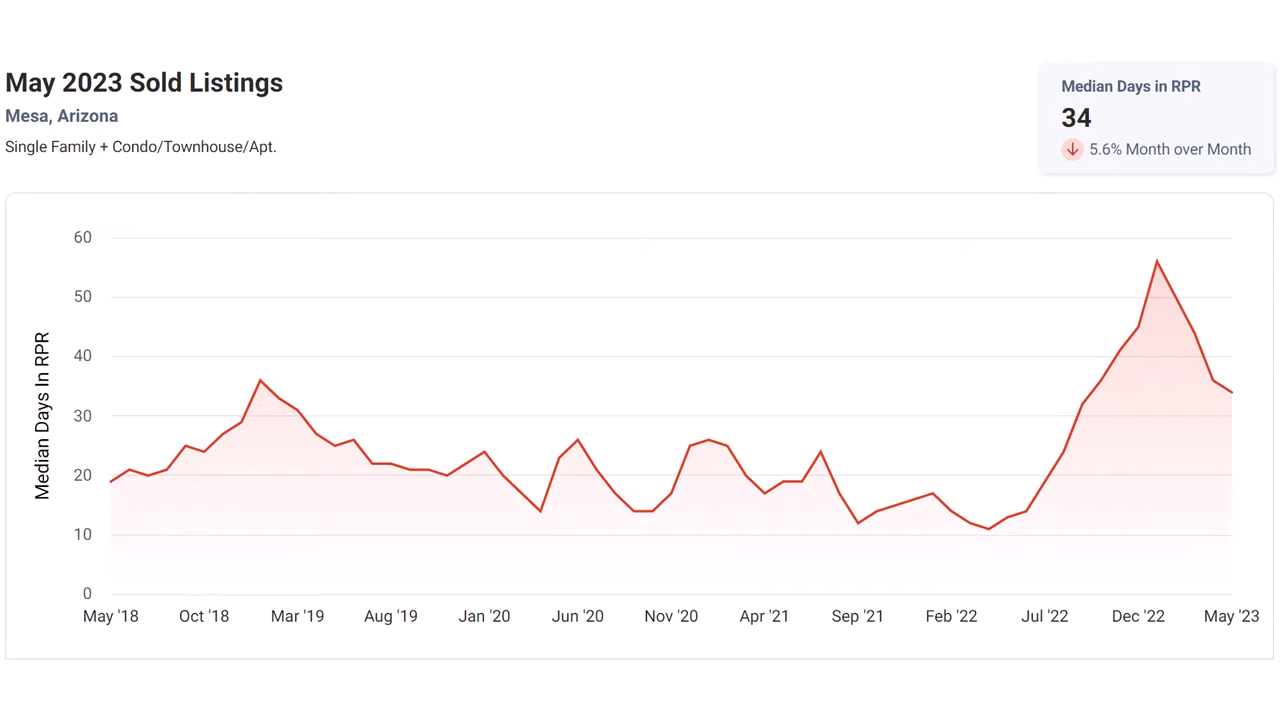 May 2023 Sold Listings
Mesa, Arizona
Single Family + Condo/Townhouse/Apt.
Median Days in RPR
34
5.6% Month over Month
Median Days In RPR
60
50
40
30
20
10
0
May '18 Oct '18 Mar '19 Aug '19 Jan '20 Jun '20 Nov '20 Apr '21 Sep '21 Feb '22 Jul '22 Dec '22 May '23